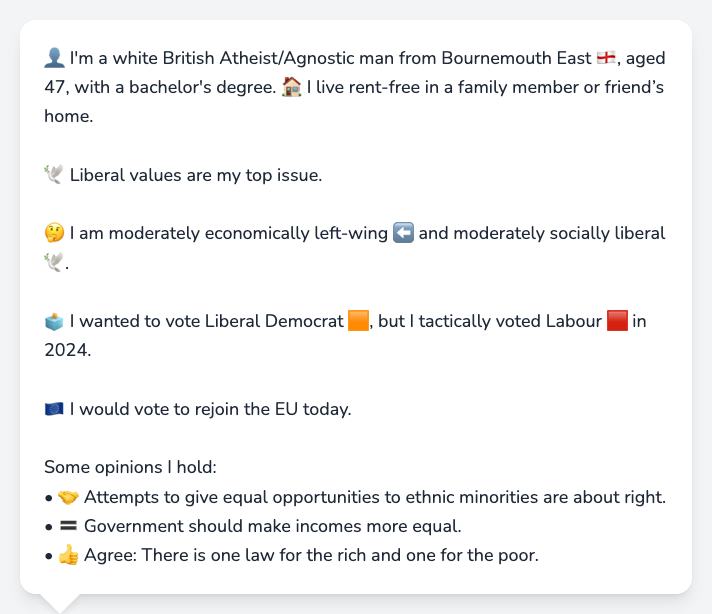 👤 I'm a white British Atheist/Agnostic man from Bournemouth East 🏴󠁧󠁢󠁥󠁮󠁧󠁿, aged
47, with a bachelor's degree. 🏠 I live rent-free in a family member or friend’s
home.
🕊️ Liberal values are my top issue.
🤔 I am moderately economically left-wing ⬅️ and moderately socially liberal
🕊️.
🗳️ I wanted to vote Liberal Democrat 🟧, but I tactically voted Labour 🟥 in
2024.
🇪🇺 I would vote to rejoin the EU today.
Some opinions I hold:
• 🤝 Attempts to give equal opportunities to ethnic minorities are about right.
• 🟰 Government should make incomes more equal.
• 👍 Agree: There is one law for the rich and one for the poor.